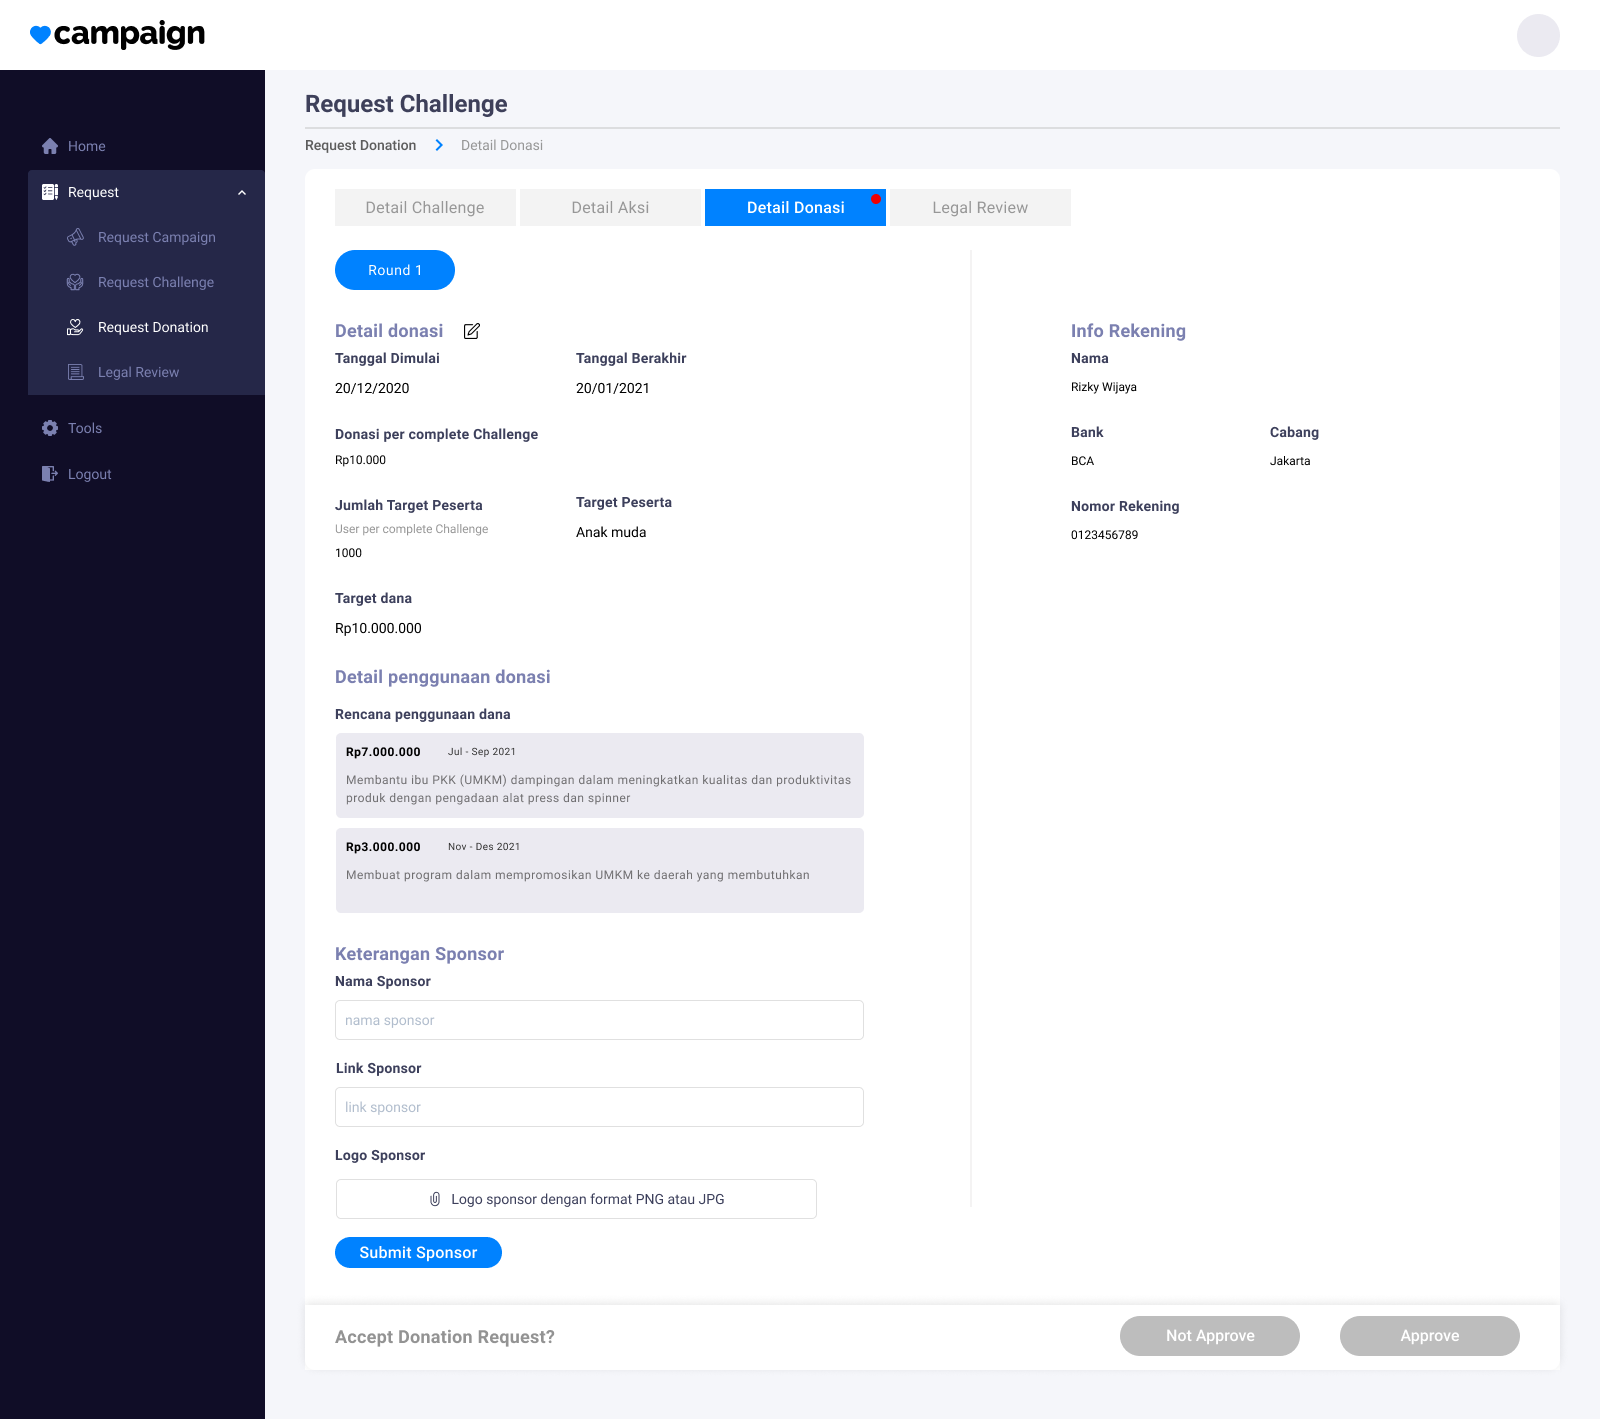 campaign
Home
Request
Request Campaign
Request Challenge
Request Donation
Legal Review
Tools
Logout
Request Challenge
Request Donation
Detail Donasi
Detail Challenge
Detail Aksi
Detail Donasi
Legal Review
Round 1
Detail donasi
Tanggal Dimulai
20/12/2020
Tanggal Berakhir
20/01/2021
Donasi per complete Challenge
Rp10.000
Jumlah Target Peserta
User per complete Challenge
1000
Target Peserta
Anak muda
Target dana
Rp10.000.000
Detail penggunaan donasi
Rencana penggunaan dana
Rp7.000.000 Jul - Sep 2021
Membantu ibu PKK (UMKM) dampingan dalam meningkatkan kualitas dan produktivitas
produk dengan pengadaan alat press dan spinner
Rp3.000.000 Nov - Des 2021
Membuat program dalam mempromosikan UMKM ke daerah yang membutuhkan
Keterangan Sponsor
Nama Sponsor
nama sponsor
Link Sponsor
link sponsor
Logo Sponsor
Logo sponsor dengan format PNG atau JPG
Submit Sponsor
Info Rekening
Nama
Rizky Wijaya
Bank
BCA
Cabang
Jakarta
Nomor Rekening
0123456789
Accept Donation Request?
Not Approve
Approve